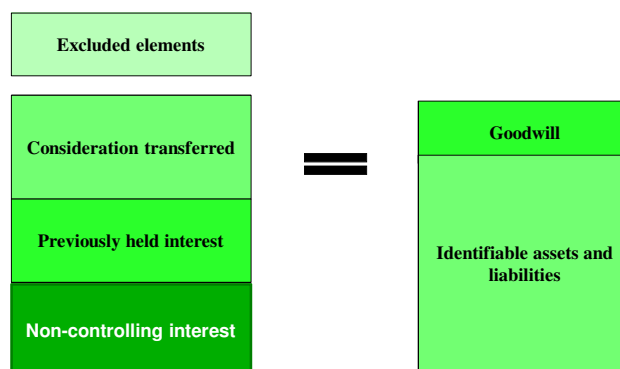 Excluded elements
Consideration transferred
Previously held interest
Non-controlling interest
=
Goodwill
Identifiable assets and
liabilities